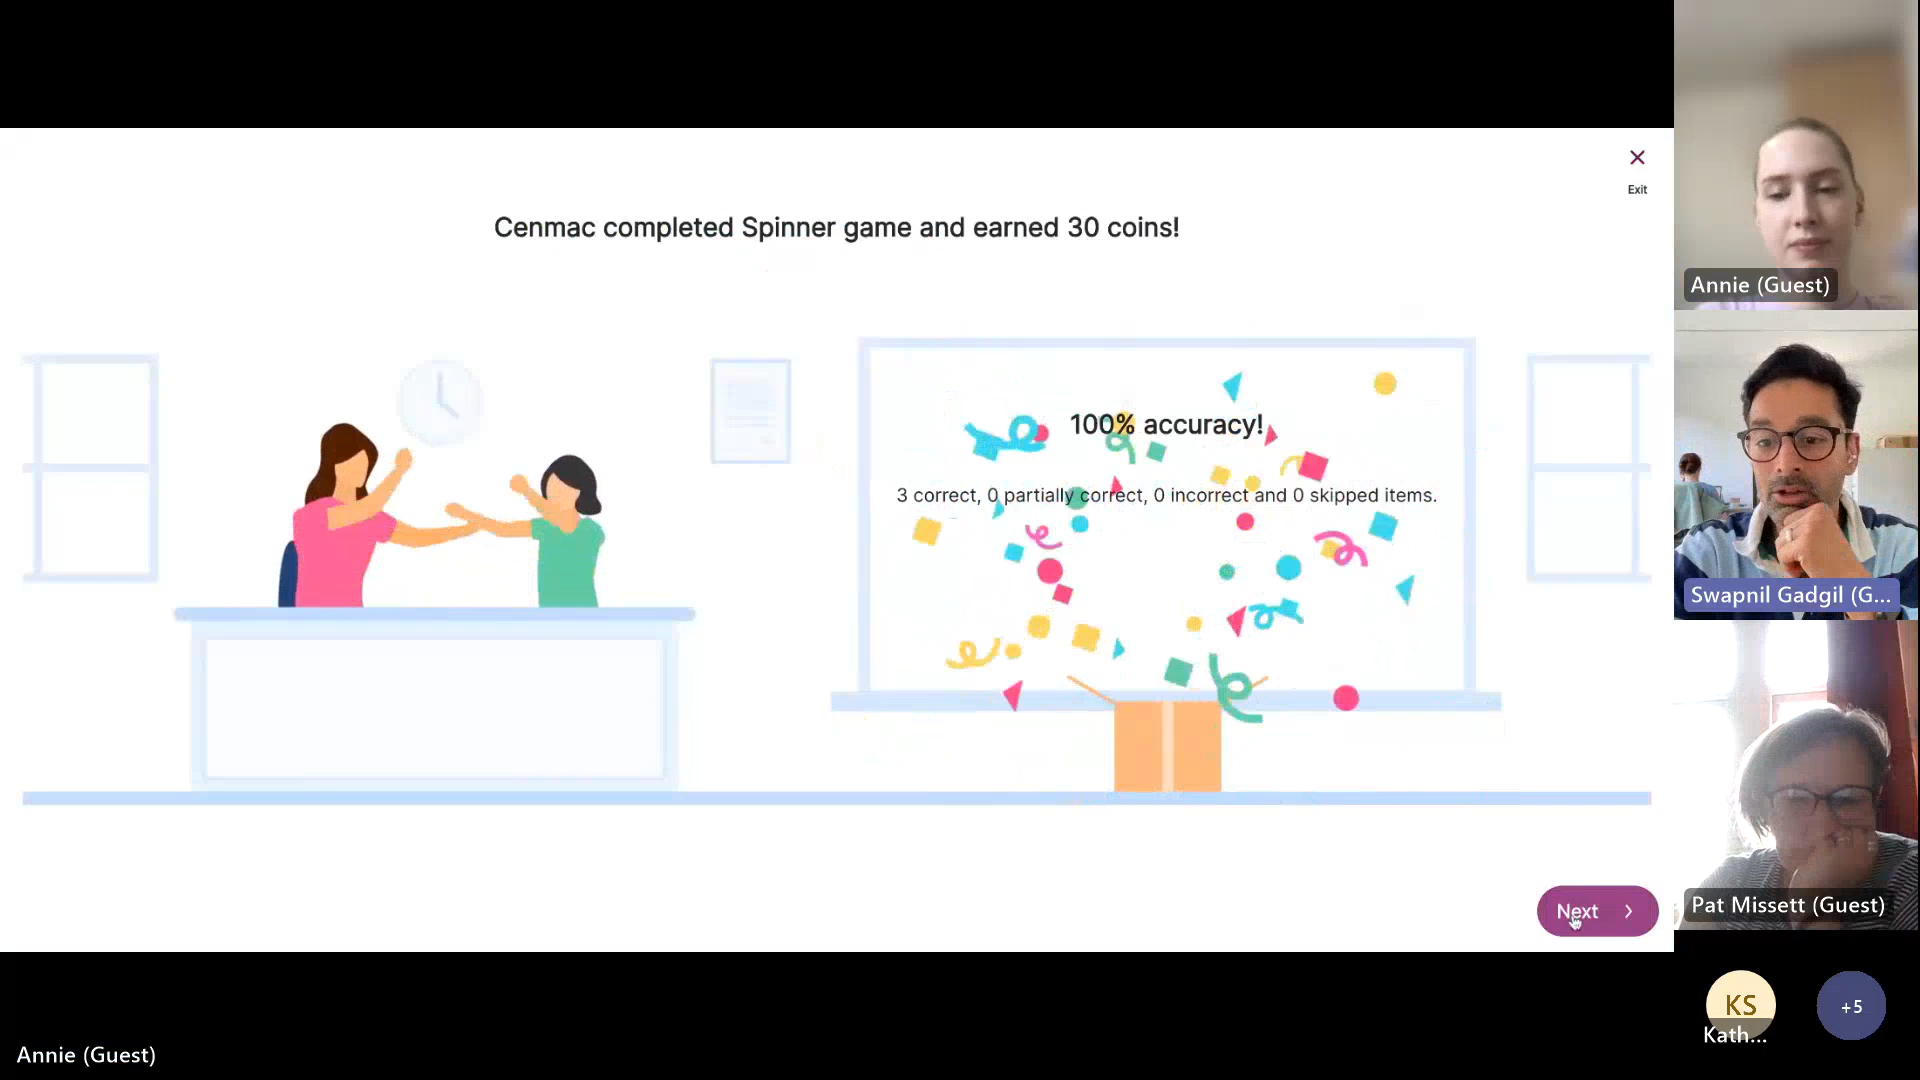 Exit
Cenmac completed Spinner game and earned 30 coins!
100% accuracy!
3 correct, 0 partially correct, 0 incorrect and 0 skipped items.
Next
Annie (Guest)
Swapnil Gadgil (G...
Pat Missett (Guest)
KS
Kath...
+5
Annie (Guest)